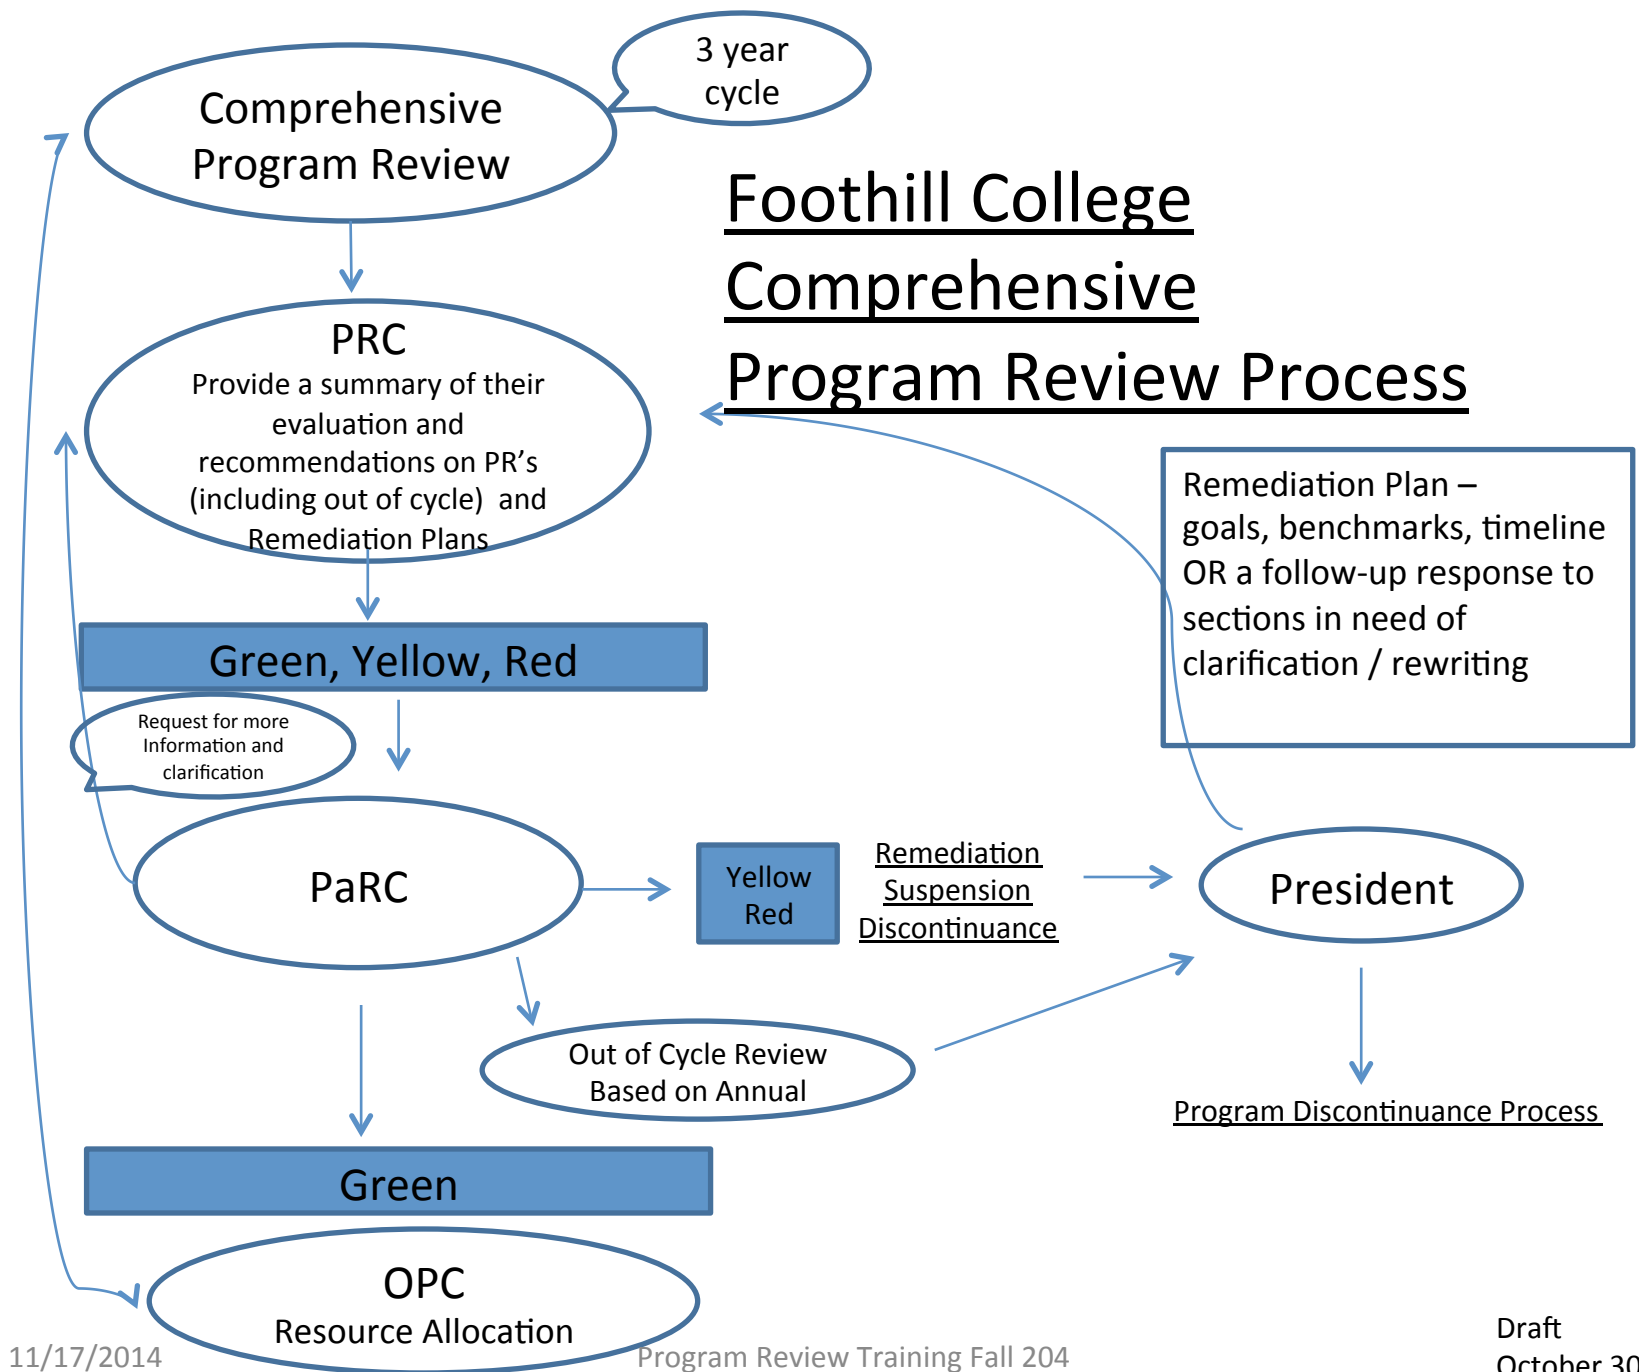 3 year
cycle
Comprehensive
Program Review
Foothill College
Comprehensive
Program Review Process
PRC
Provide a summary of their
evaluation and
recommendations on PR’s
(including out of cycle) and
Remediation Plans
Remediation Plan –
goals, benchmarks, timeline
OR a follow-up response to
sections in need of
clarification / rewriting
Green, Yellow, Red
Request for more
Information and
clarification
PaRC
Yellow
Red
Remediation
Suspension
Discontinuance
President
Out of Cycle Review
Based on Annual
Program Discontinuance Process
Green
OPC
Resource Allocation
11/17/2014
Program Review Training Fall 204
Draft
October 30